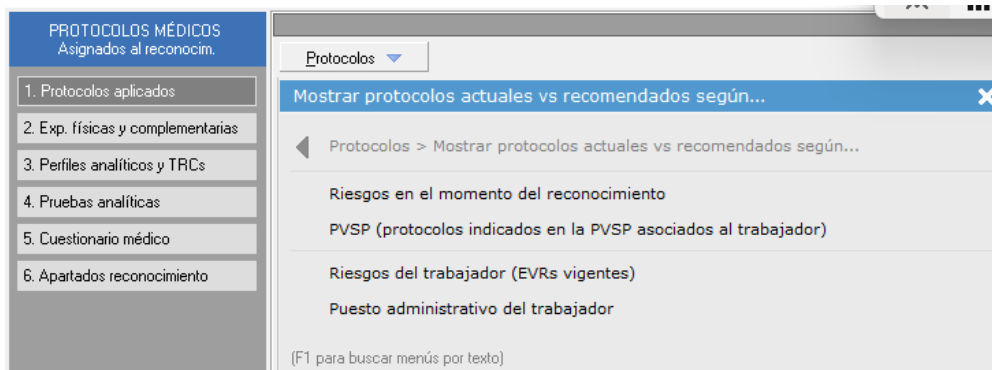 PROTOCOLOS MÉDICOS
Asignados al reconocim.
1. Protocolos aplicados
2. Exp. físicas y complementarias
3. Perfiles analíticos y TRCs
4. Pruebas analíticas
5. Cuestionario médico
6. Apartados reconocimiento
Protocolos
Mostrar protocolos actuales vs recomendados según...
Protocolos > Mostrar protocolos actuales vs recomendados según...
Riesgos en el momento del reconocimiento
PVSP (protocolos indicados en la PVSP asociados al trabajador)
Riesgos del trabajador (EVRs vigentes)
Puesto administrativo del trabajador
(F1 para buscar menús por texto)